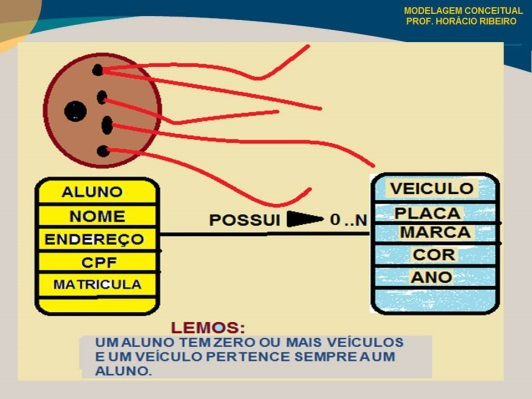 MODELAGEM CONCEITUAL
PROF. HORÁCIO RIBEIRO
ALUNO
NOME
ENDEREÇO
CPF
MATRICULA
POSSUI 0 ..N
VEICULO
PLACA
MARCA
COR
ANO
LEMOS:
UM ALUNO TEM ZERO OU MAIS VEÍCULOS
E UM VEÍCULO PERTENCE SEMPRE A UM
ALUNO.